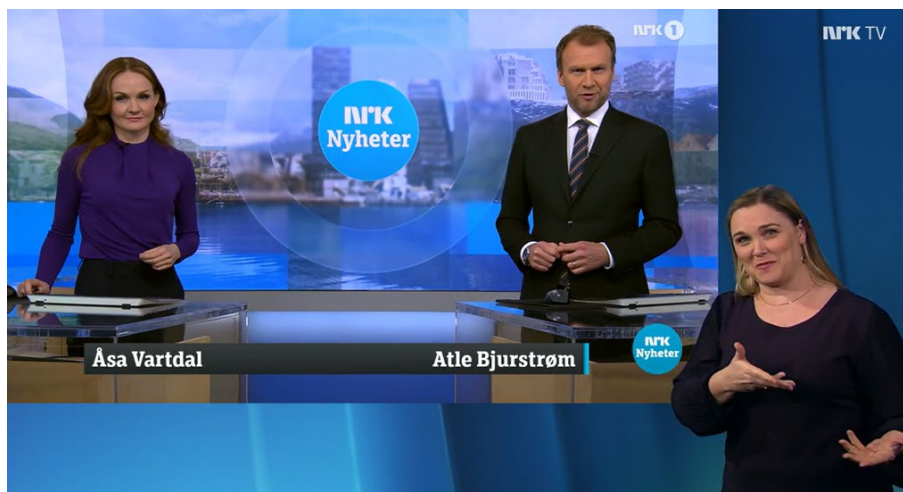 NRK 1
NRK TV
NRK
Nyheter
Åsa Vartdal
Atle Bjurstrøm
NRK
Nyheter